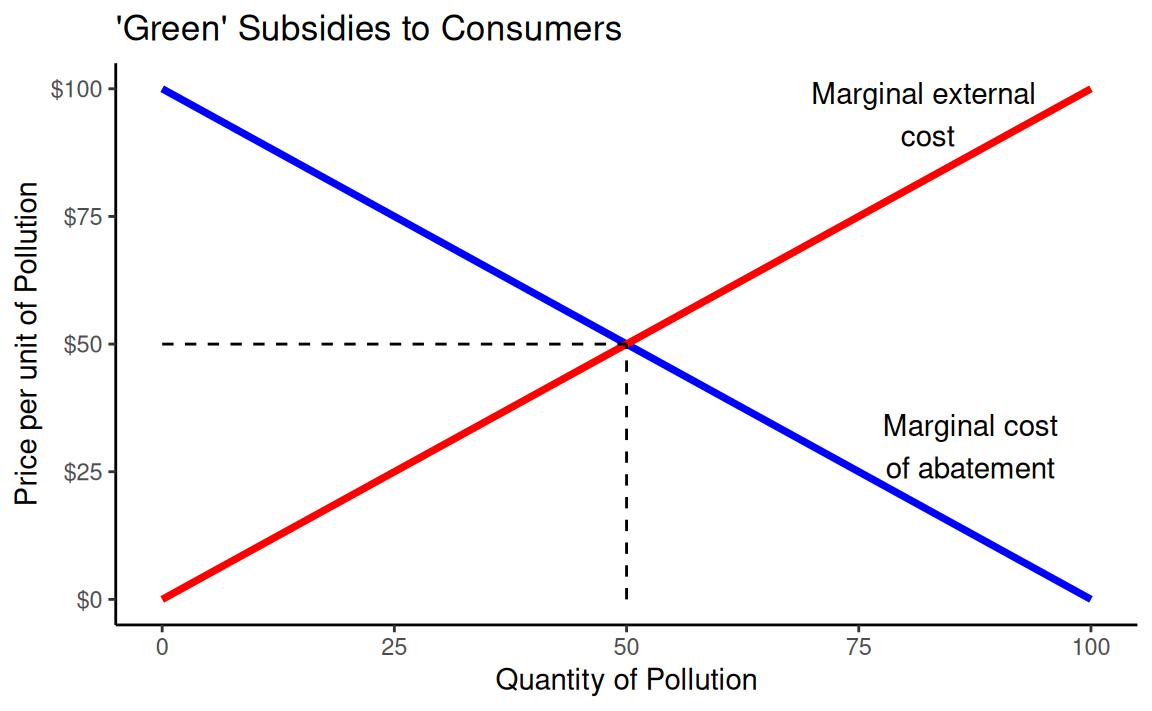 'Green' Subsidies to Consumers
$100
$75
$50
$25
$0
Price per unit of Pollution
Marginal external
cost
Marginal cost
of abatement
0
25
50
75
100
Quantity of Pollution